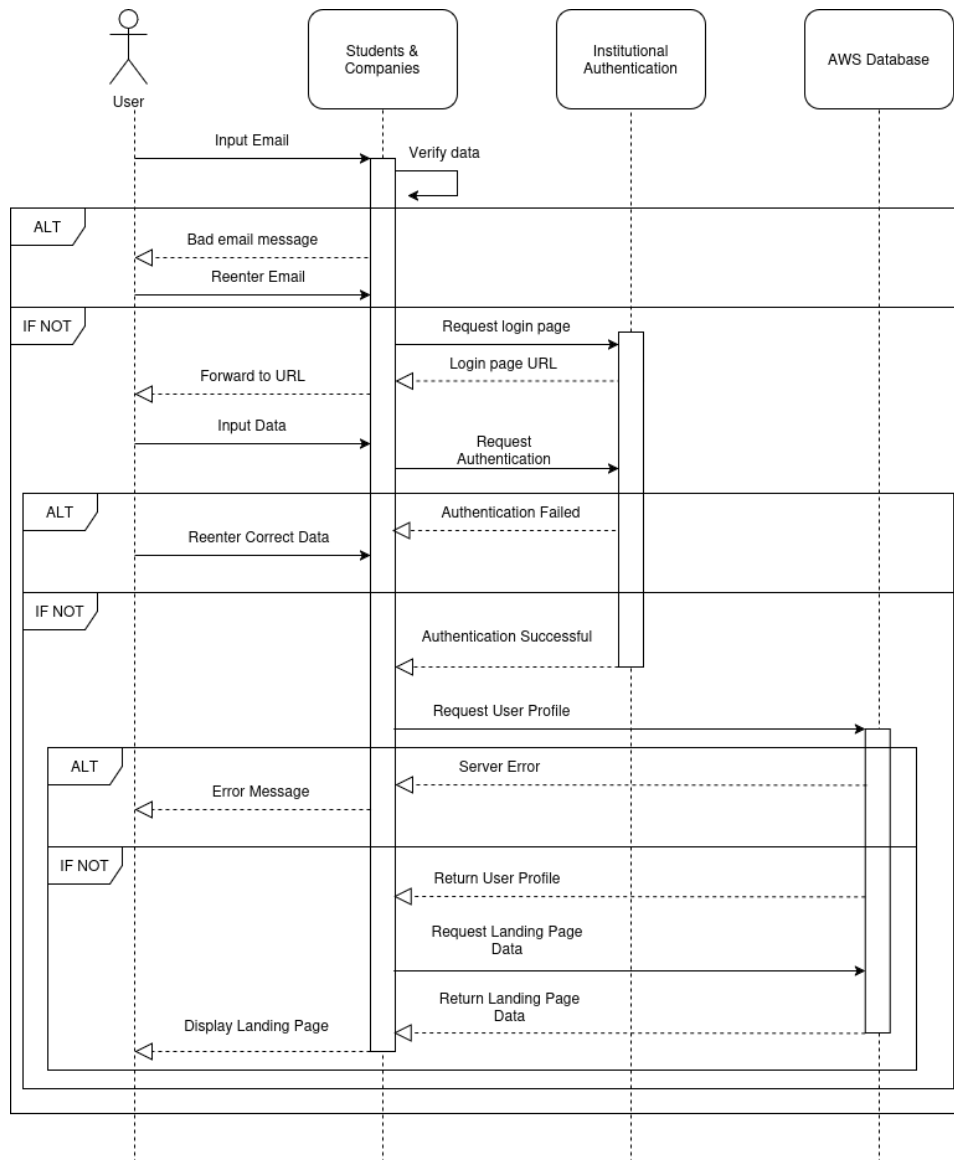 Students &
Companies
Institutional
Authentication
AWS Database
User
Input Email
Verify data
ALT
Bad email message
Reenter Email
IF NOT
Request login page
Login page URL
Forward to URL
Input Data
Request
Authentication
ALT
Authentication Failed
Reenter Correct Data
IF NOT
Authentication Successful
Request User Profile
ALT
Server Error
Error Message
IF NOT
Return User Profile
Request Landing Page
Data
Return Landing Page
Data
Display Landing Page